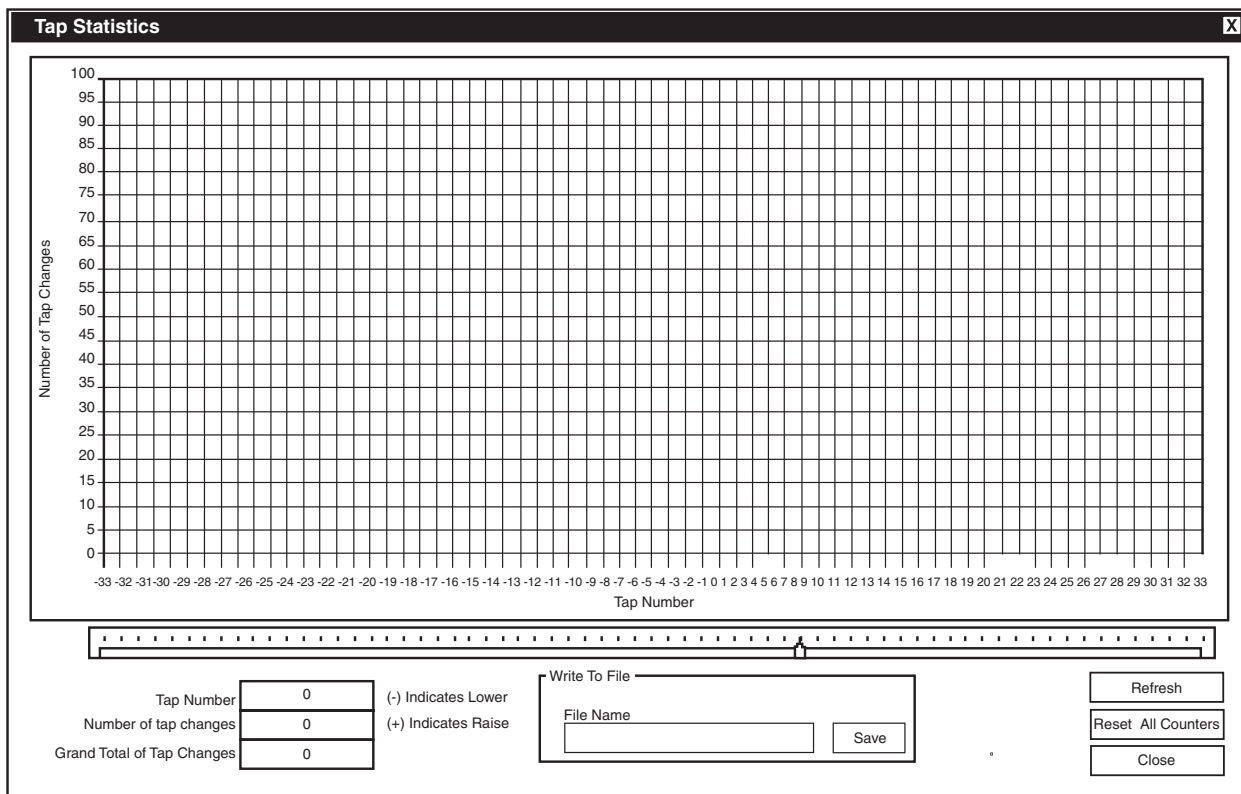 Tap Statistics X
100
95
90
85
80
75
70
65
60
55
50
45
40
35
30
25
20
15
10
5
0
Number of Tap Changes
-33 -32 -31 -30 -29 -28 -27 -26 -25 -24 -23 -22 -21 -20 -19 -18 -17 -16 -15 -14 -13 -12 -11 -10 -9 -8 -7 -6 -5 -4 -3 -2 -1 0 1 2 3 4 5 6 7 8 9 10 11 12 13 14 15 16 17 18 19 20 21 22 23 24 25 26 27 28 29 30 31 32 33
Tap Number
Tap Number 0 (-) Indicates Lower
Number of tap changes 0 (+) Indicates Raise
Grand Total of Tap Changes 0
Write To File
File Name
Save
Refresh
Reset All Counters
Close